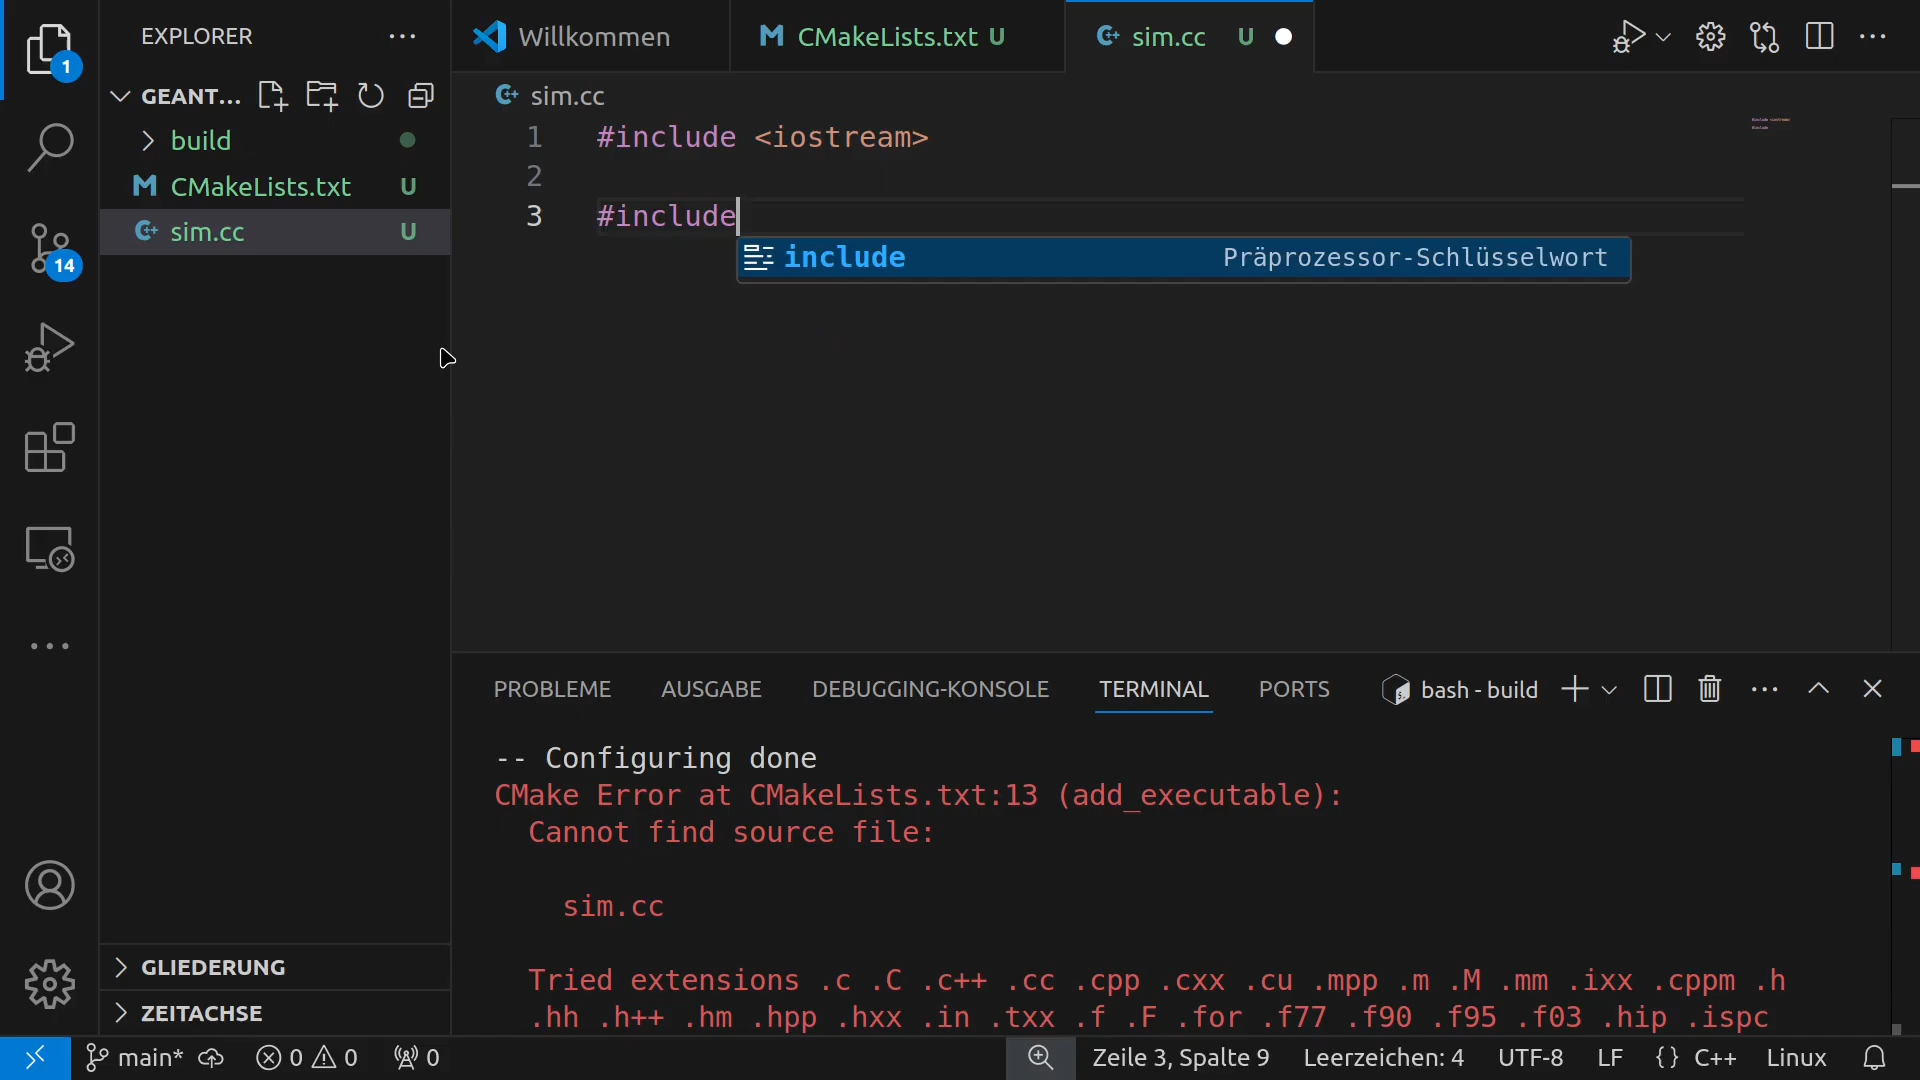 EXPLORER
Willkommen
CMakeLists.txt U
sim.cc U
1
GEANT...
sim.cc
build
1 #include <iostream>
CMakeLists.txt U
2
sim.cc U
3 #include
include Präprozessor-Schlüsselwort
14
PROBLEME AUSGABE DEBUGGING-KONSOLE TERMINAL PORTS bash - build
-- Configuring done
CMake Error at CMakeLists.txt:13 (add_executable):
Cannot find source file:
sim.cc
Tried extensions .c .C .c++ .cc .cpp .cxx .cu .mpp .m .M .mm .ixx .cppm .h
.hh .h++ .hm .hpp .hxx .in .txx .f .F .for .f77 .f90 .f95 .f03 .hip .ispc
GLIEDERUNG
ZEITACHSE
main* 0 0 0 Zeile 3, Spalte 9 Leerzeichen: 4 UTF-8 LF {} C++ Linux